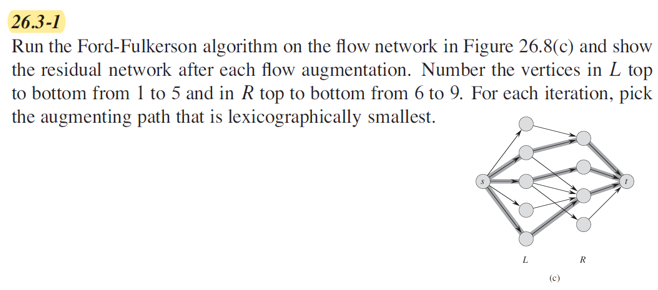 26.3-1
Run the Ford-Fulkerson algorithm on the flow network in Figure 26.8(c) and show
the residual network after each flow augmentation. Number the vertices in L top
to bottom from 1 to 5 and in R top to bottom from 6 to 9. For each iteration, pick
the augmenting path that is lexicographically smallest.
s
t
L
R
(c)